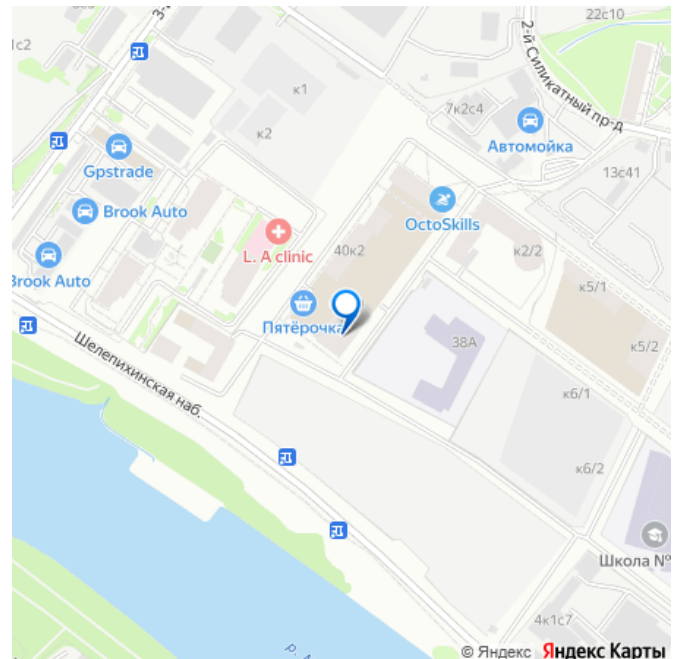 22с10
1с2
3-й
2-й Силикатный пр-д
к1
к2
7к2с4
Автомойка
Gpstrade
13с41
Brook Auto
OctoSkills
L. A clinic
40к2
к2/2
Brook Auto
к5/1
Пятёрочка
38А
к5/2
Шелепихинская наб.
к6/1
к6/2
Школа №
4к1с7
© Яндекс Яндекс Карты